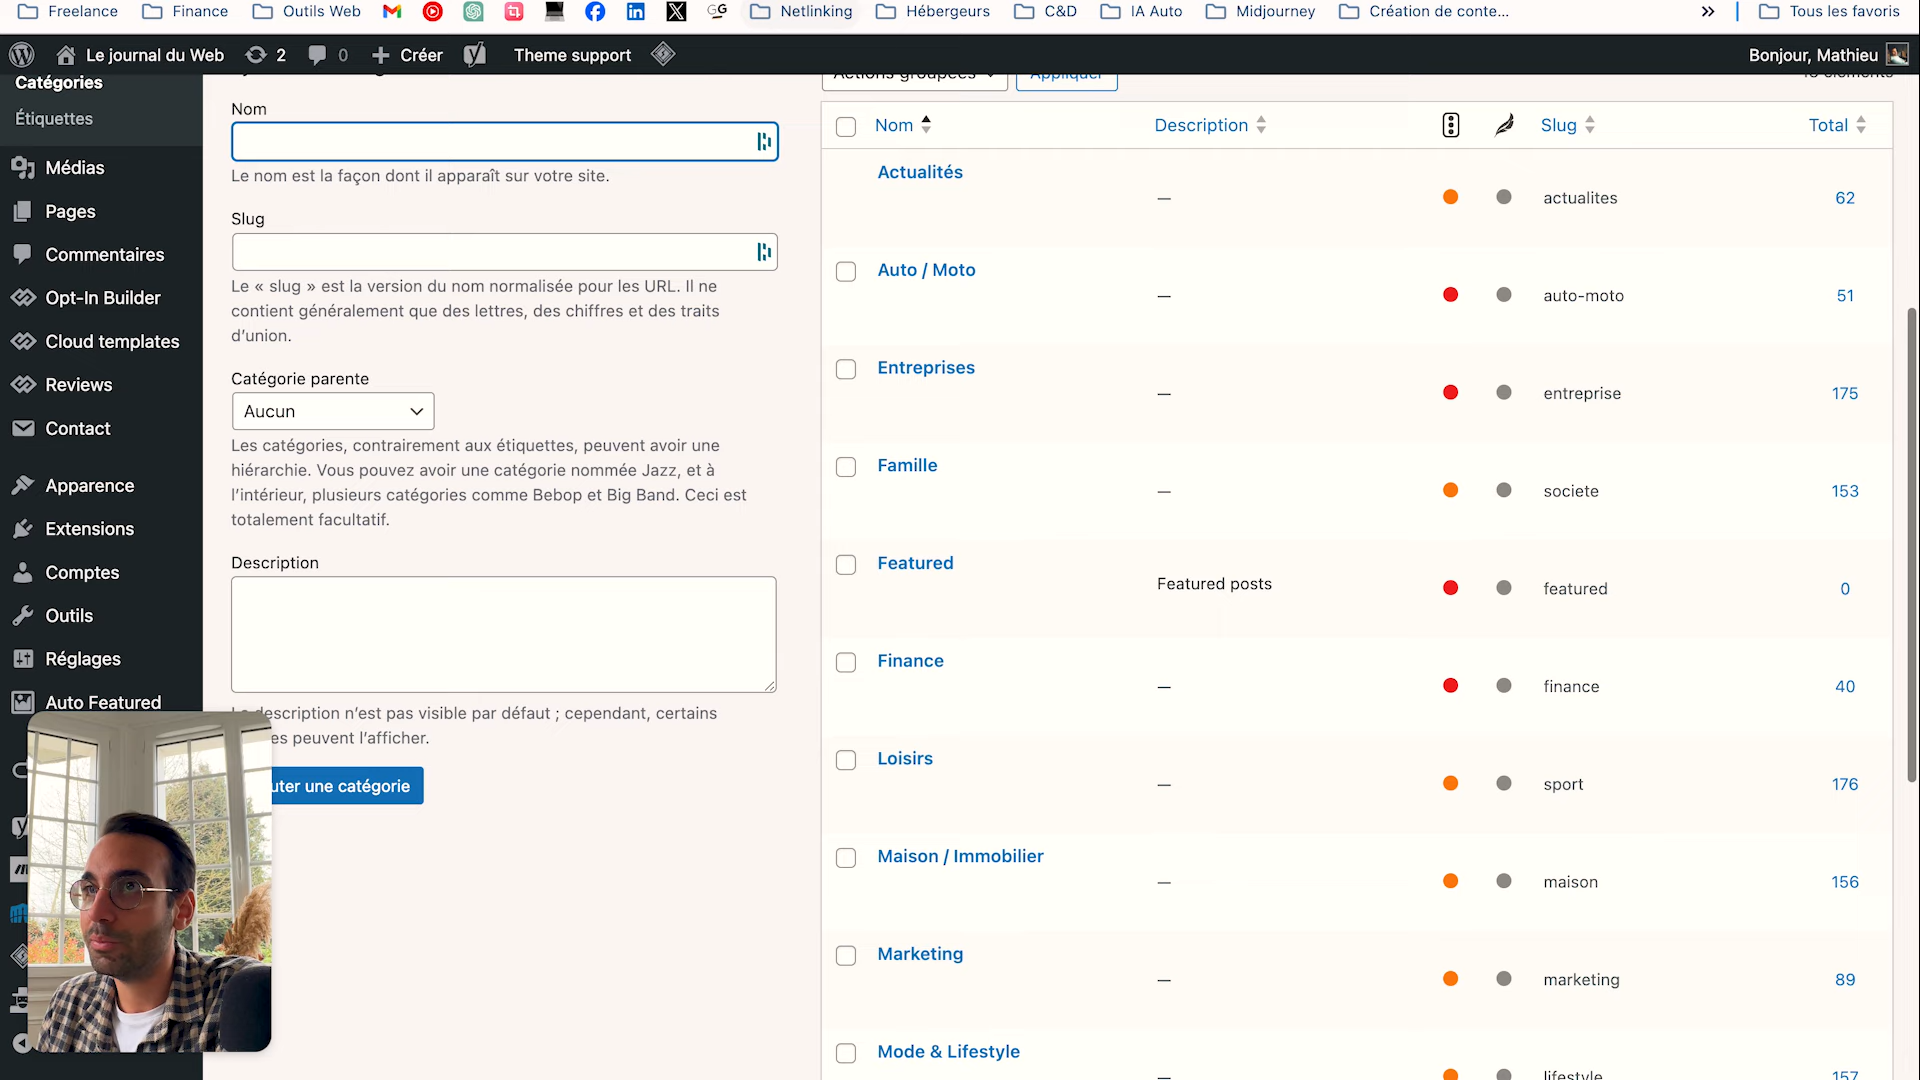 Freelance Finance Outils Web Netlinking Hébergeurs C&D IA Auto Midjourney Création de conte... Tous les favoris
Le journal du Web 2 0 Créer Theme support Bonjour, Mathieu
Catégories
Étiquettes
Médias
Pages
Commentaires
Opt-In Builder
Cloud templates
Reviews
Contact
Apparence
Extensions
Comptes
Outils
Réglages
Auto Featured
Nom
Le nom est la façon dont il apparaît sur votre site.
Slug
Le « slug » est la version du nom normalisée pour les URL. Il ne
contient généralement que des lettres, des chiffres et des traits
d’union.
Catégorie parente
Aucun
Les catégories, contrairement aux étiquettes, peuvent avoir une
hiérarchie. Vous pouvez avoir une catégorie nommée Jazz, et à
l’intérieur, plusieurs catégories comme Bebop et Big Band. Ceci est
totalement facultatif.
Description
description n’est pas visible par défaut ; cependant, certains
es peuvent l’afficher.
uter une catégorie
Actions groupées Appliquer
éléments
Nom Description Slug Total
Actualités — actualites 62
Auto / Moto — auto-moto 51
Entreprises — entreprise 175
Famille — societe 153
Featured Featured posts featured 0
Finance — finance 40
Loisirs — sport 176
Maison / Immobilier — maison 156
Marketing — marketing 89
Mode & Lifestyle — lifestyle 157